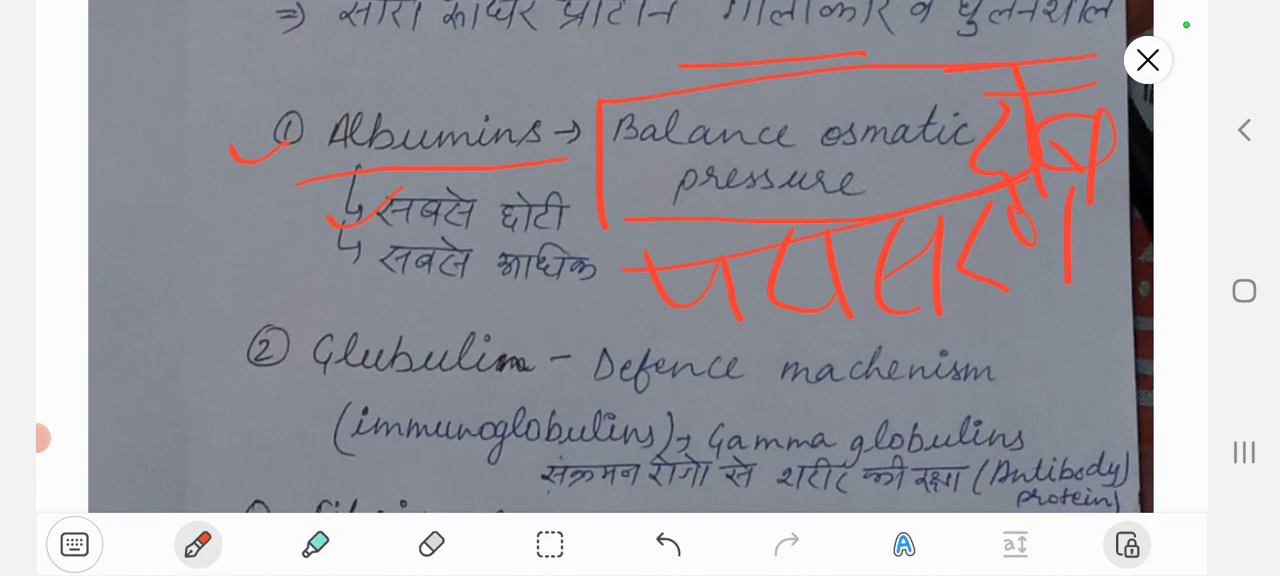 ⇒ सारी रूधिर प्रोटीन गोलाकार व घुलनशील
① Albumins → Balance osmatic
pressure
↳ सबसे छोटी
↳ सबसे अधिक
② Glubulin - Defence machenism
(immunoglobulins) → Gamma globulins
संक्रमन रोगो से शरीर की रक्षा (Antibody)
protein)